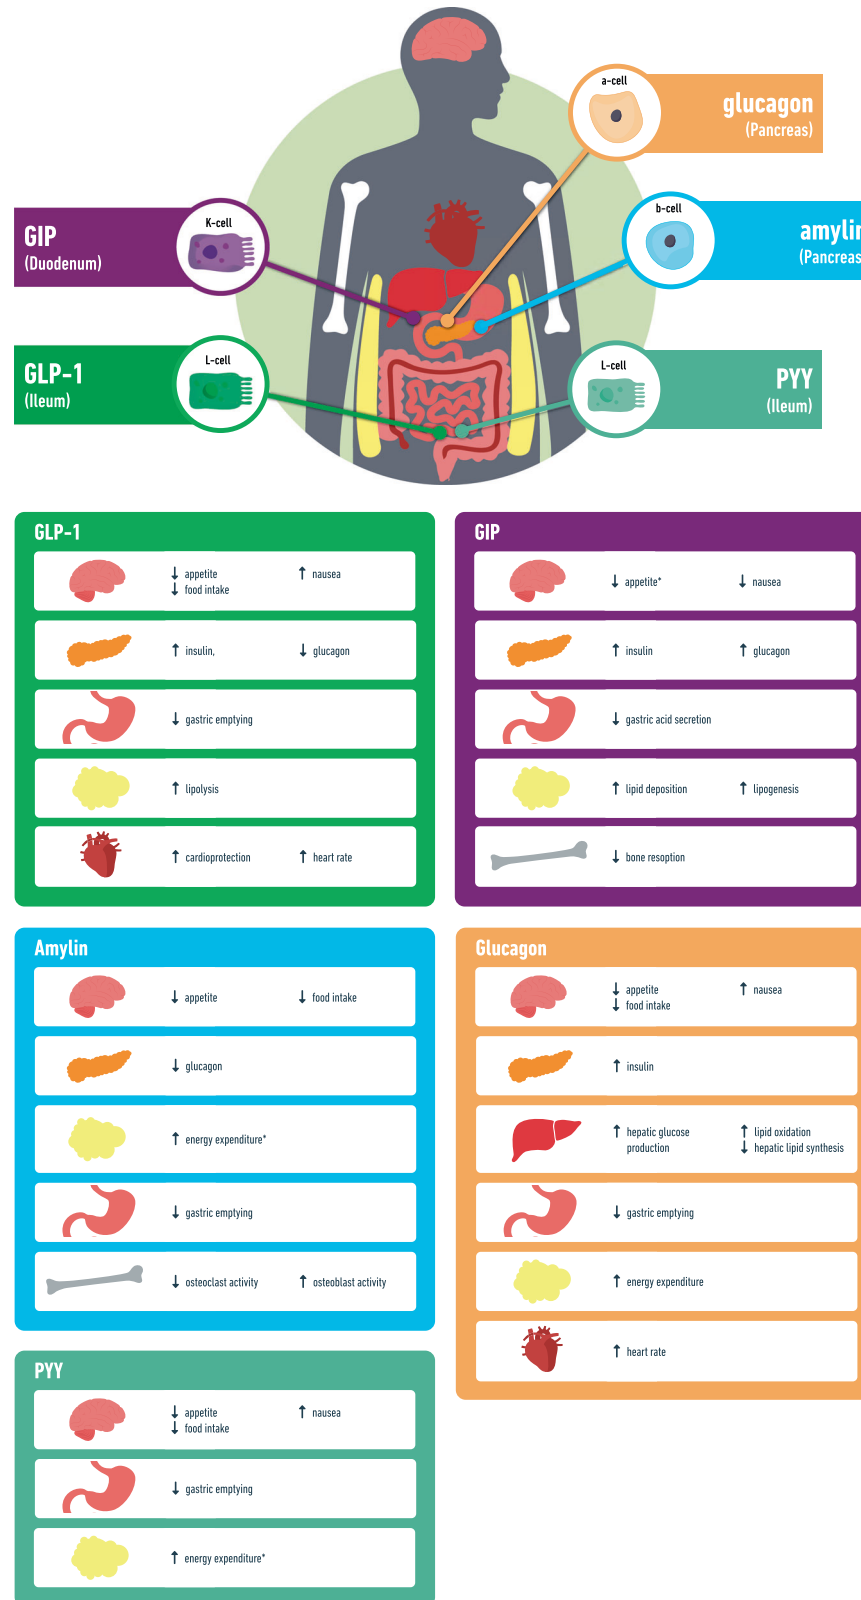 a-cell
glucagon
(Pancreas)
b-cell
amylin
(Pancreas
K-cell
GIP
(Duodenum)
L-cell
GLP-1
(Ileum)
L-cell
PYY
(Ileum)
GLP-1
↓ appetite ↑ nausea
↓ food intake
↑ insulin, ↓ glucagon
↓ gastric emptying
↑ lipolysis
↑ cardioprotection ↑ heart rate
GIP
↓ appetite* ↓ nausea
↑ insulin ↑ glucagon
↓ gastric acid secretion
↑ lipid deposition ↑ lipogenesis
↓ bone resoption
Amylin
↓ appetite ↓ food intake
↓ glucagon
↑ energy expenditure*
↓ gastric emptying
↓ osteoclast activity ↑ osteoblast activity
Glucagon
↓ appetite ↑ nausea
↓ food intake
↑ insulin
↑ hepatic glucose ↑ lipid oxidation
production ↓ hepatic lipid synthesis
↓ gastric emptying
↑ energy expenditure
↑ heart rate
PYY
↓ appetite ↑ nausea
↓ food intake
↓ gastric emptying
↑ energy expenditure*